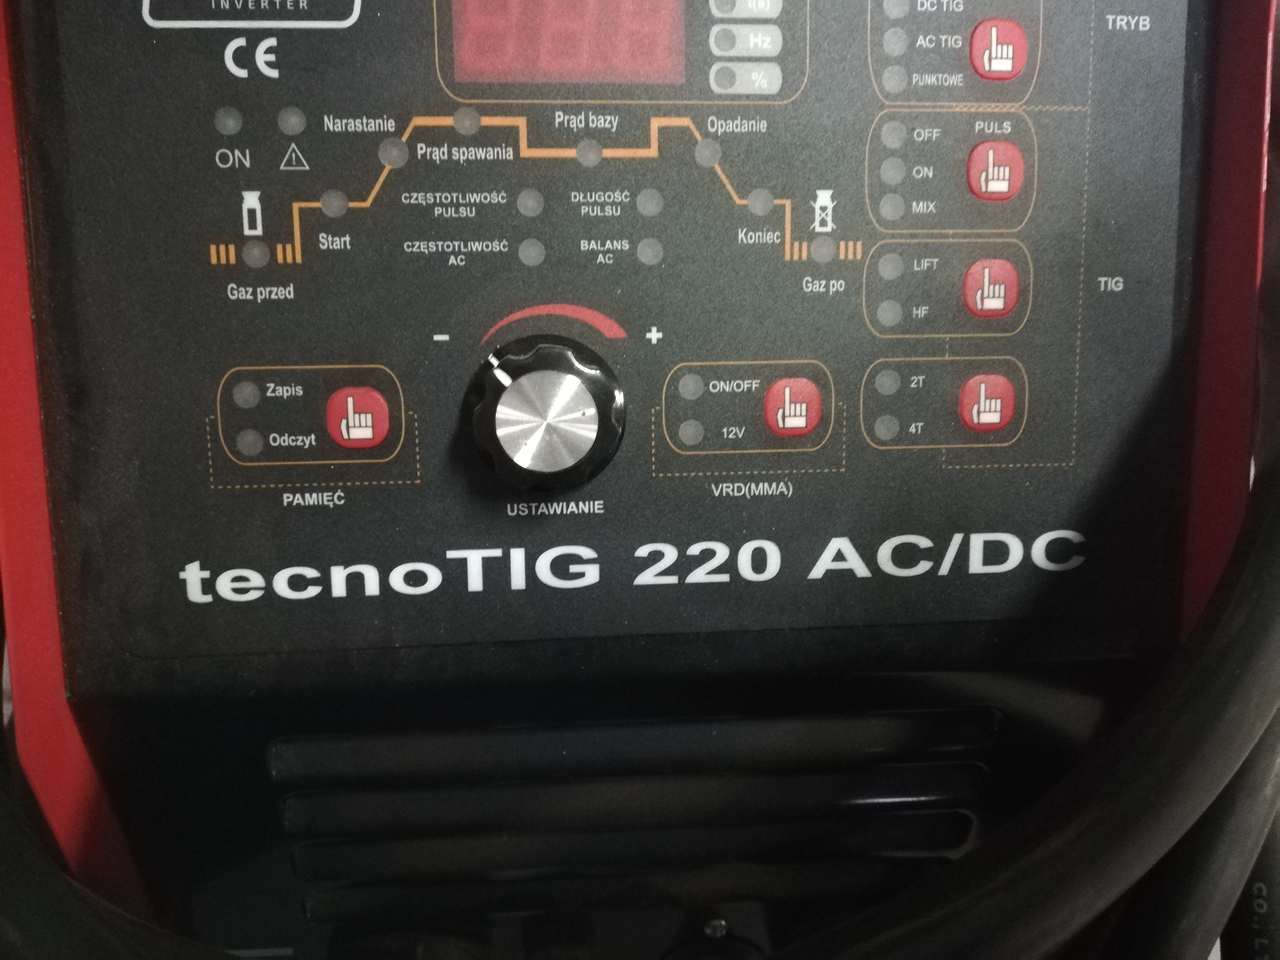 INVERTER
CE
t(s)
Hz
%
DC TIG
AC TIG
PUNKTOWE
TRYB
ON
Narastanie
Prąd spawania
Prąd bazy
Opadanie
OFF
PULS
ON
MIX
CZĘSTOTLIWOŚĆ
PULSU
DŁUGOŚĆ
PULSU
Start
CZĘSTOTLIWOŚĆ
AC
BALANS
AC
Koniec
Gaz przed
Gaz po
LIFT
HF
TIG
- +
Zapis
Odczyt
PAMIĘĆ
USTAWIANIE
ON/OFF
12V
VRD(MMA)
2T
4T
tecnoTIG 220 AC/DC